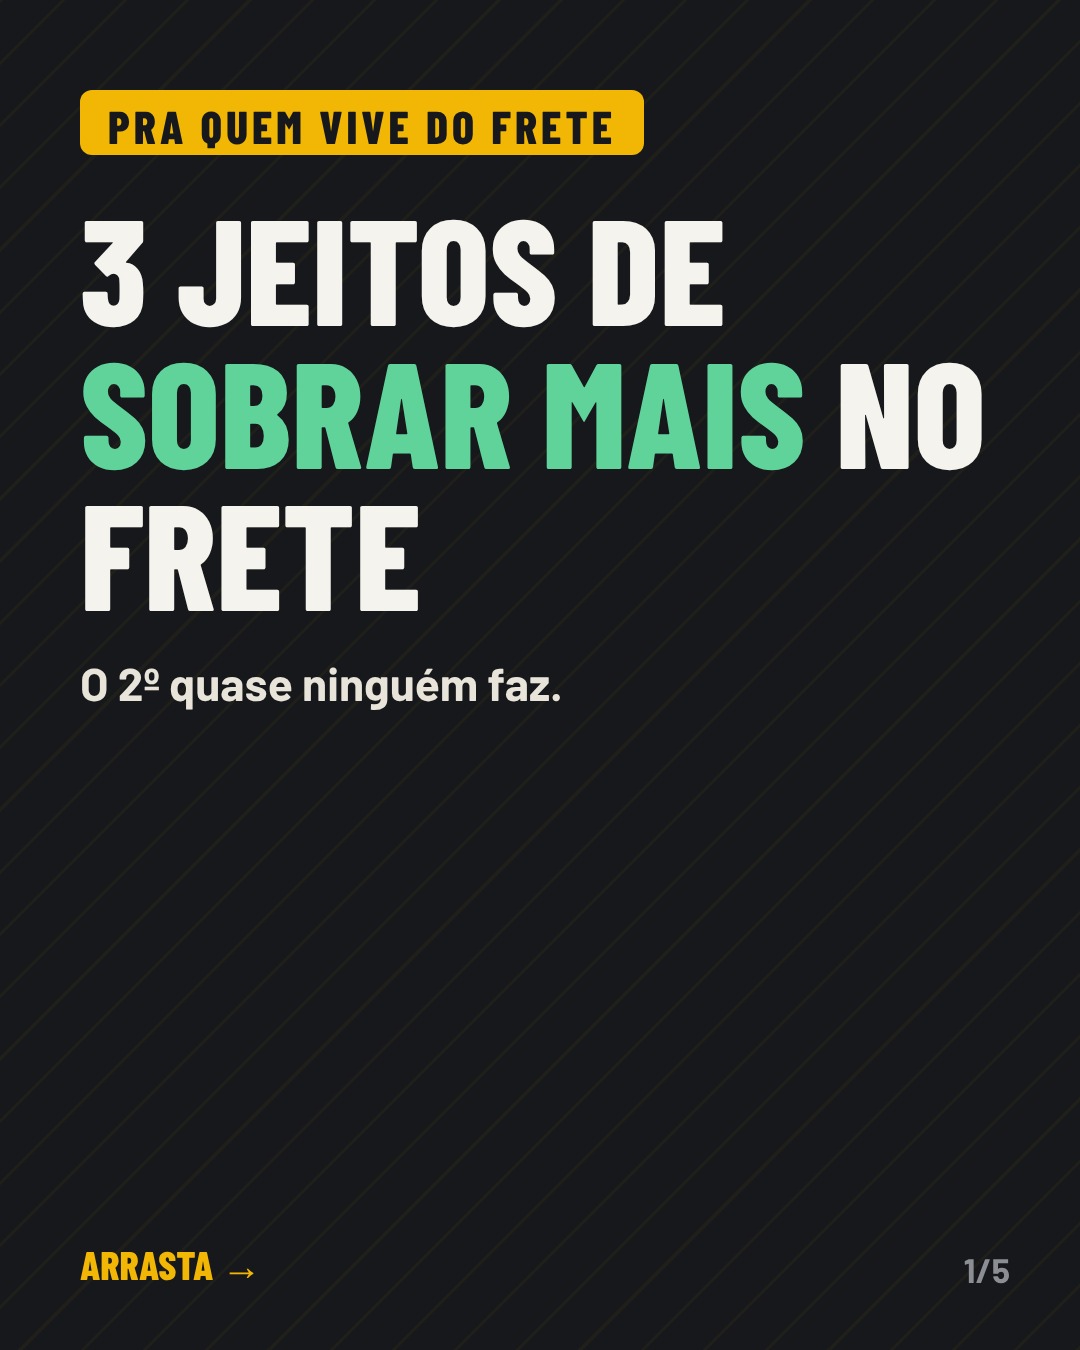 PRA QUEM VIVE DO FRETE
3 JEITOS DE
SOBRAR MAIS NO
FRETE
O 2º quase ninguém faz.
ARRASTA →
1/5